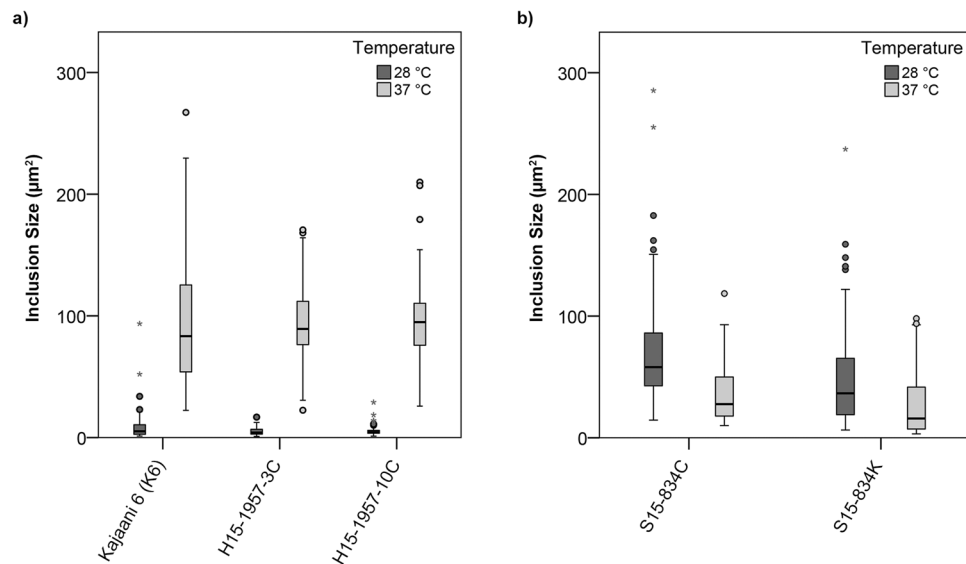 a)
Temperature
28 °C
37 °C
Inclusion Size (µm²)
300
200
100
0
Kajaani 6 (K6)
H15-1957-3C
H15-1957-10C
b)
Temperature
28 °C
37 °C
Inclusion Size (µm²)
300
200
100
0
S15-834C
S15-834K